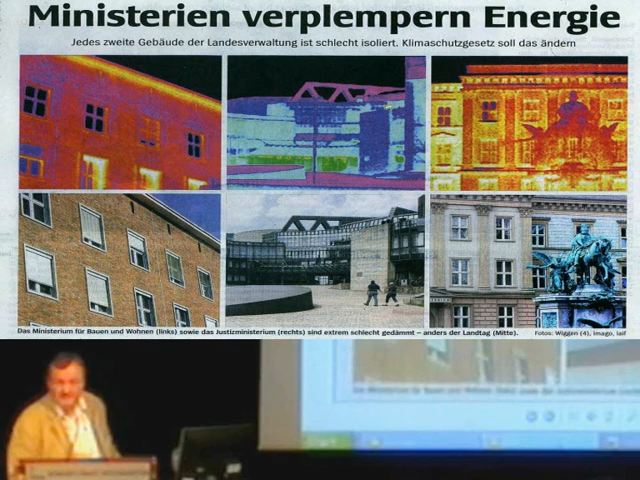 Ministerien verplempern Energie
Jedes zweite Gebäude der Landesverwaltung ist schlecht isoliert. Klimaschutzgesetz soll das ändern
Das Ministerium für Bauen und Wohnen (links) sowie das Justizministerium (rechts) sind extrem schlecht gedämmt – anders der Landtag (Mitte). Fotos: Wiggen (4), Imago, laif